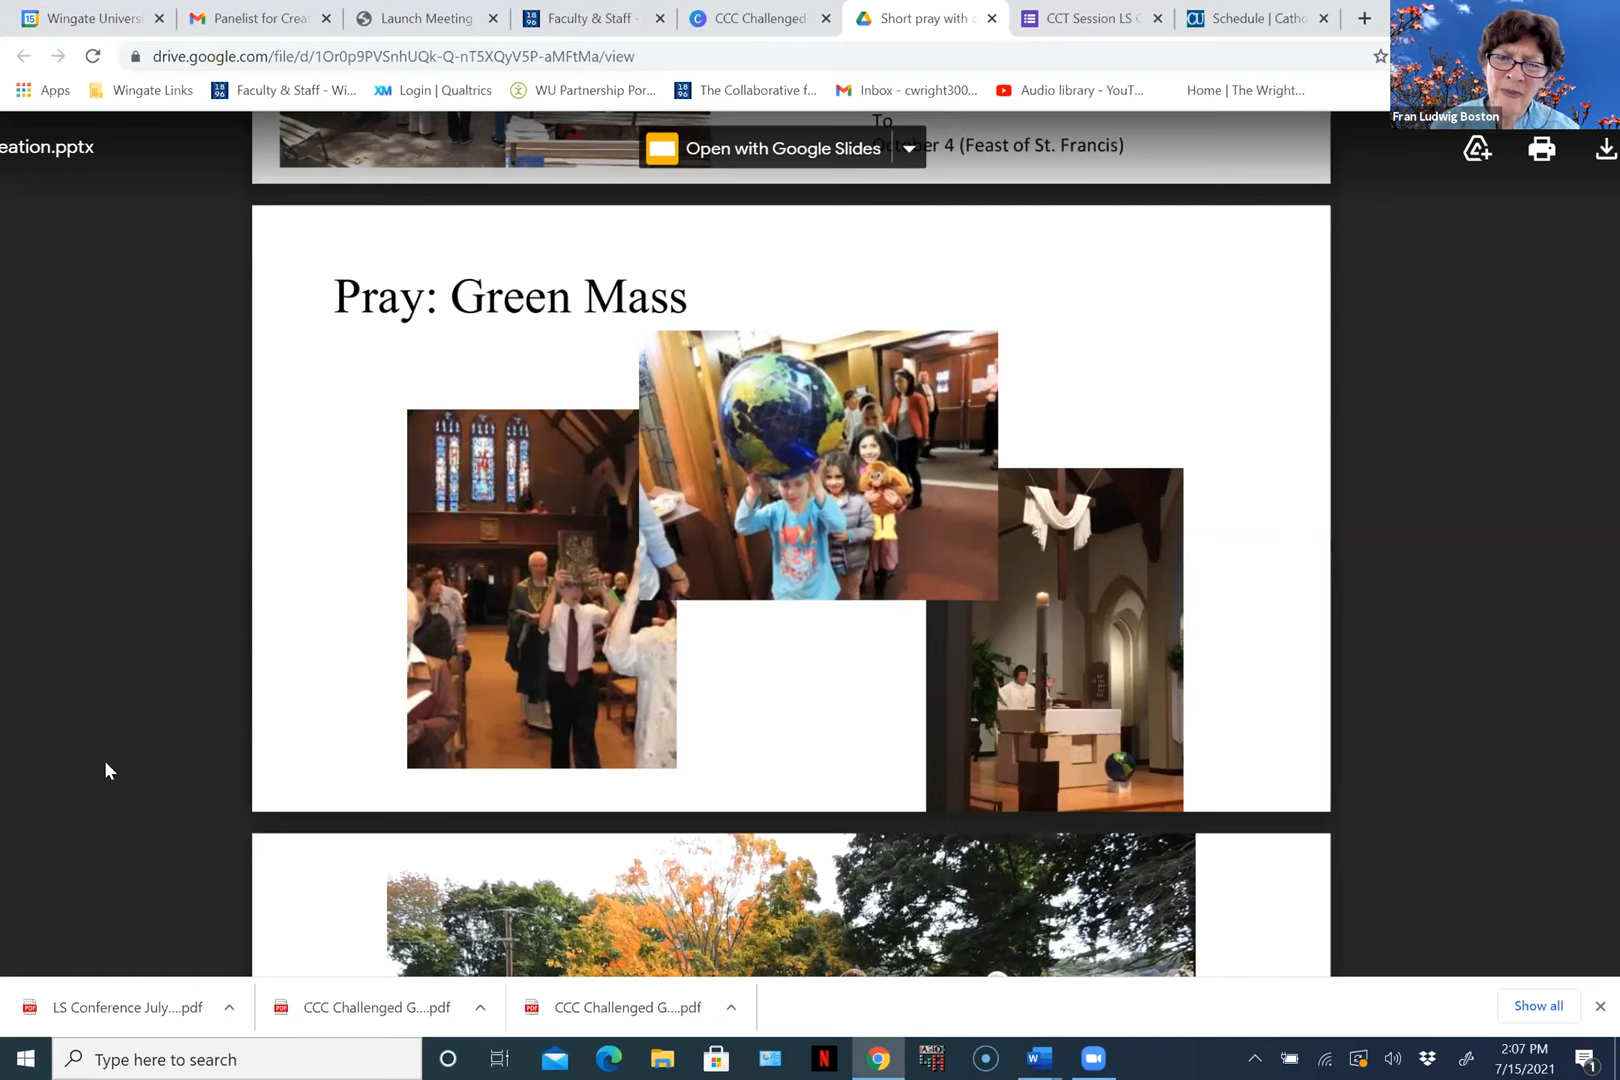 Wingate Universi
Panelist for Crea
Launch Meeting
Faculty & Staff -
CCC Challenged
Short pray with c
CCT Session LS C
Schedule | Catho
drive.google.com/file/d/1Or0p9PVSnhUQk-Q-nT5XQyV5P-aMFtMa/view
Apps
Wingate Links
Faculty & Staff - Wi...
Login | Qualtrics
WU Partnership Por...
The Collaborative f...
Inbox - cwright300...
Audio library - YouT...
Home | The Wright...
Fran Ludwig Boston
To
eation.pptx
Open with Google Slides
October 4 (Feast of St. Francis)
Pray: Green Mass
LS Conference July....pdf
CCC Challenged G....pdf
CCC Challenged G....pdf
Show all
Type here to search
2:07 PM
7/15/2021
1